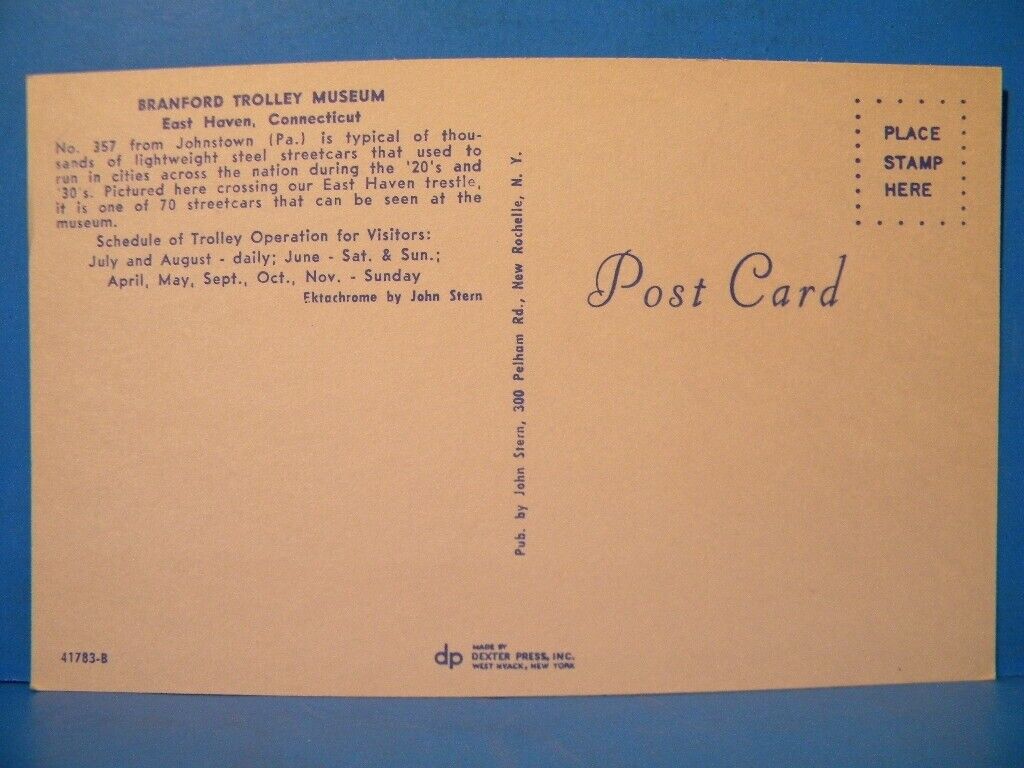 BRANFORD TROLLEY MUSEUM
East Haven, Connecticut
No. 357 from Johnstown (Pa.) is typical of thou-
sands of lightweight steel streetcars that used to
run in cities across the nation during the '20's and
'30's. Pictured here crossing our East Haven trestle,
it is one of 70 streetcars that can be seen at the
museum.
Schedule of Trolley Operation for Visitors:
July and August - daily; June - Sat. & Sun.;
April, May, Sept., Oct., Nov. - Sunday
Ektachrome by John Stern
41783-B
Pub. by John Stern, 300 Pelham Rd., New Rochelle, N. Y.
dp
MADE BY
DEXTER PRESS, INC.
WEST NYACK, NEW YORK
PLACE
STAMP
HERE
Post Card